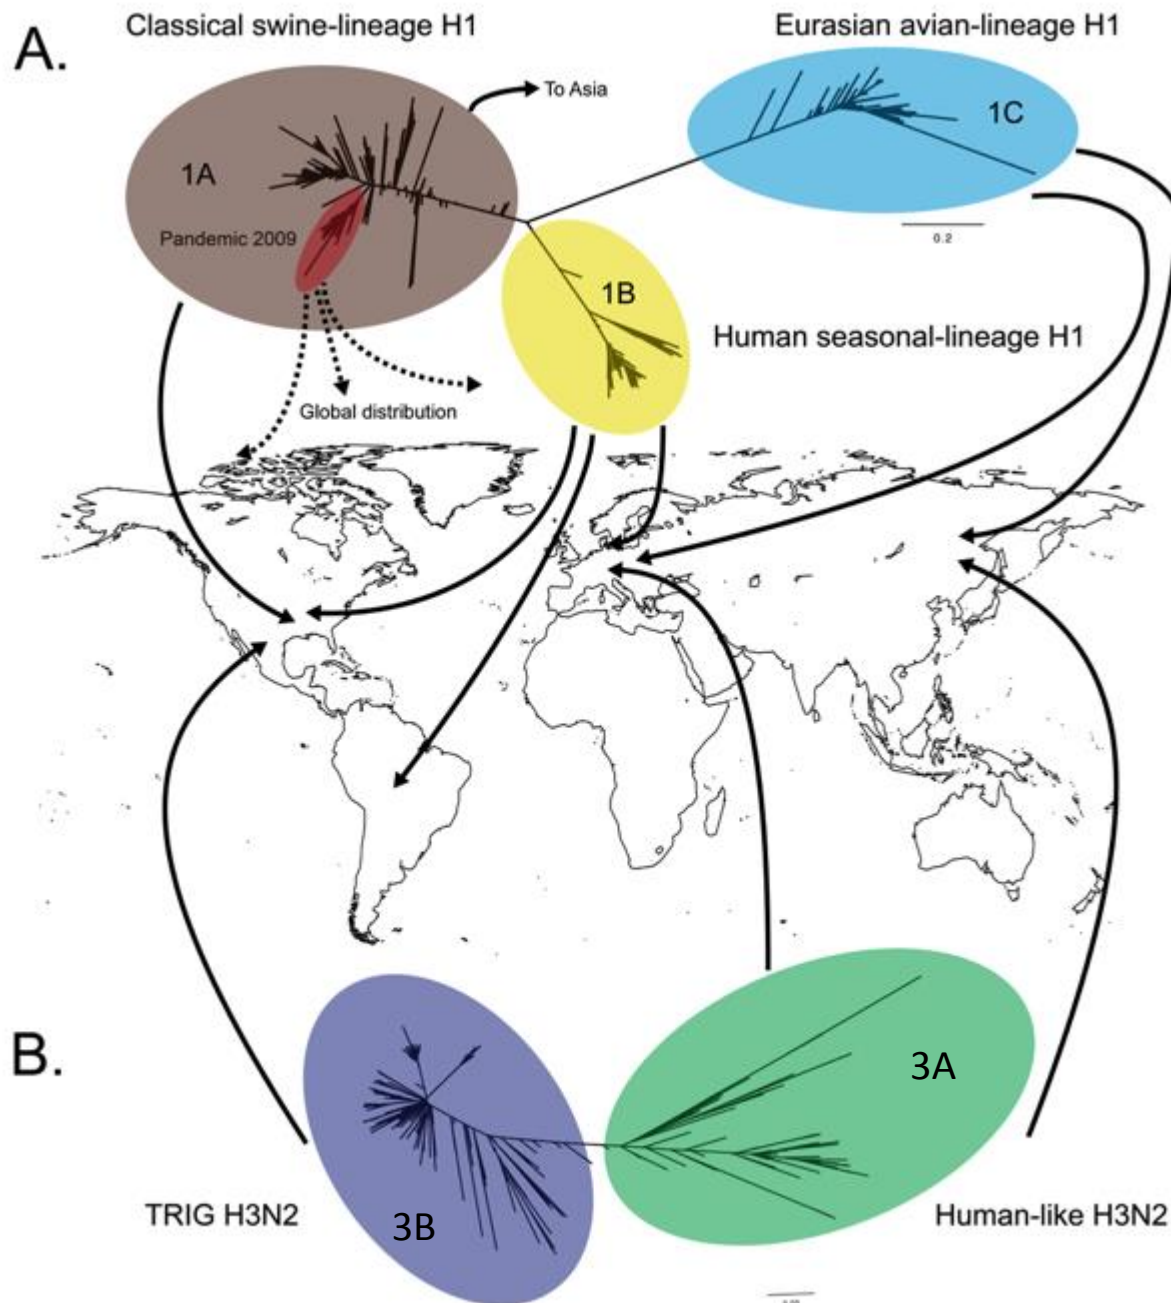 A.
Classical swine-lineage H1
Eurasian avian-lineage H1
To Asia
1A
1C
Pandemic 2009
0.2
1B
Human seasonal-lineage H1
Global distribution
B.
3A
TRIG H3N2
3B
Human-like H3N2